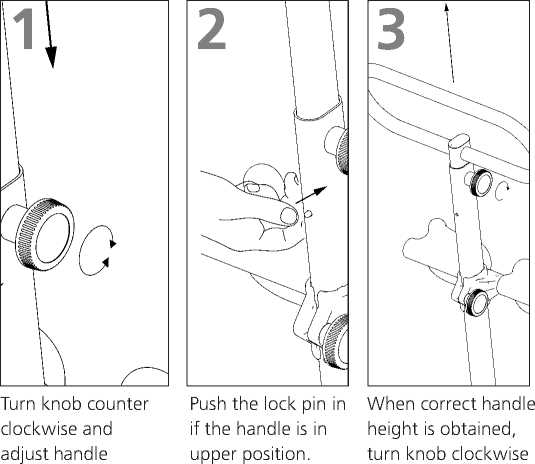 1
2
3
Turn knob counter
clockwise and
adjust handle
Push the lock pin in
if the handle is in
upper position.
When correct handle
height is obtained,
turn knob clockwise